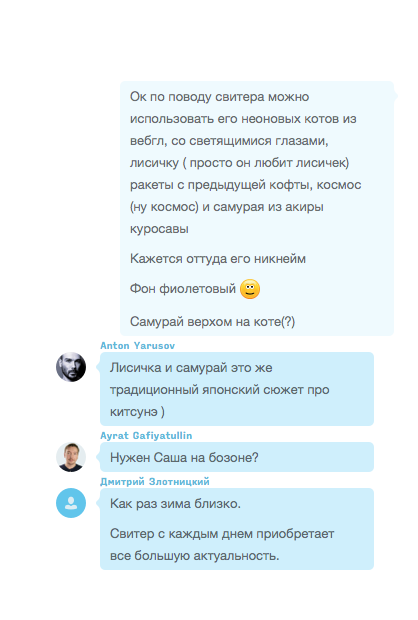 Ок по поводу свитера можно
использовать его неоновых котов из
вебгл, со светящимися глазами,
лисичку ( просто он любит лисичек)
ракеты с предыдущей кофты, космос
(ну космос) и самурая из акиры
куросавы
Кажется оттуда его никнейм
Фон фиолетовый
Самурай верхом на коте(?)
Anton Yarusov
Лисичка и самурай это же
традиционный японский сюжет про
китсунэ )
Ayrat Gafiyatullin
Нужен Саша на бозоне?
Дмитрий Злотницкий
Как раз зима близко.
Свитер с каждым днем приобретает
все большую актуальность.